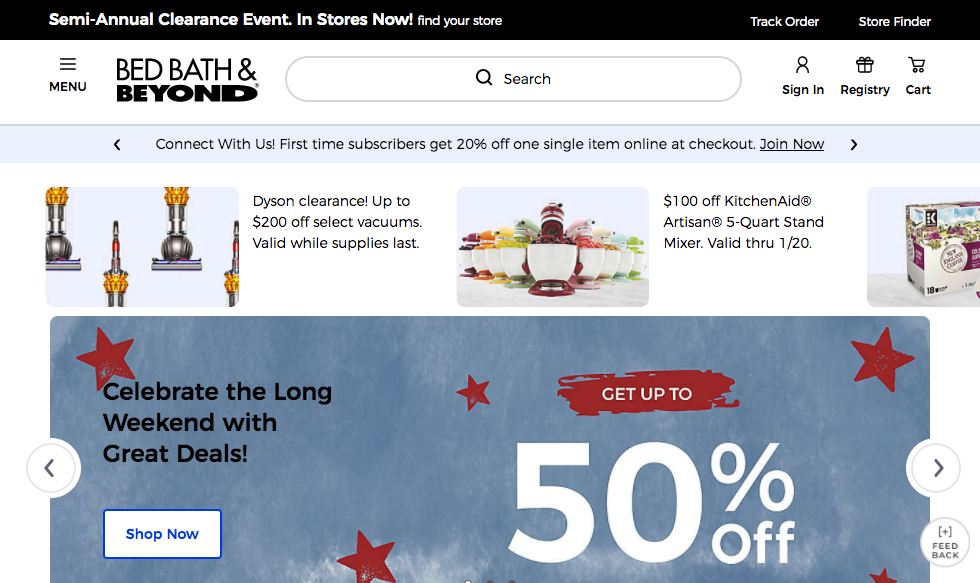 Semi-Annual Clearance Event. In Stores Now! find your store
Track Order
Store Finder
MENU
BED BATH &
BEYOND®
Search
Sign In
Registry
Cart
Connect With Us! First time subscribers get 20% off one single item online at checkout. Join Now
Dyson clearance! Up to
$200 off select vacuums.
Valid while supplies last.
$100 off KitchenAid®
Artisan® 5-Quart Stand
Mixer. Valid thru 1/20.
NEW ENGLAND
COFFEE
18
Celebrate the Long
Weekend with
Great Deals!
Shop Now
GET UP TO
50%
off
[+]
FEED
BACK